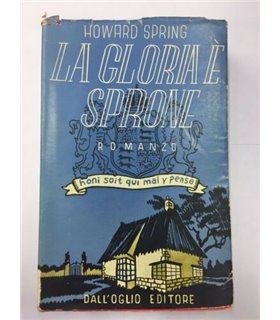 HOWARD SPRING
LA GLORIA È
SPRONE
ROMANZO
honi soit qui mal y pense
DALL'OGLIO EDITORE